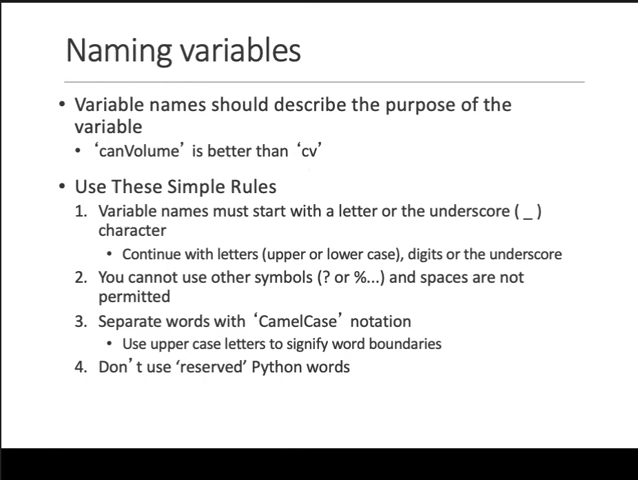 Naming variables
• Variable names should describe the purpose of the
variable
• ‘canVolume’ is better than ‘cv’
• Use These Simple Rules
1. Variable names must start with a letter or the underscore ( _ )
character
• Continue with letters (upper or lower case), digits or the underscore
2. You cannot use other symbols (? or %...) and spaces are not
permitted
3. Separate words with ‘CamelCase’ notation
• Use upper case letters to signify word boundaries
4. Don’t use ‘reserved’ Python words